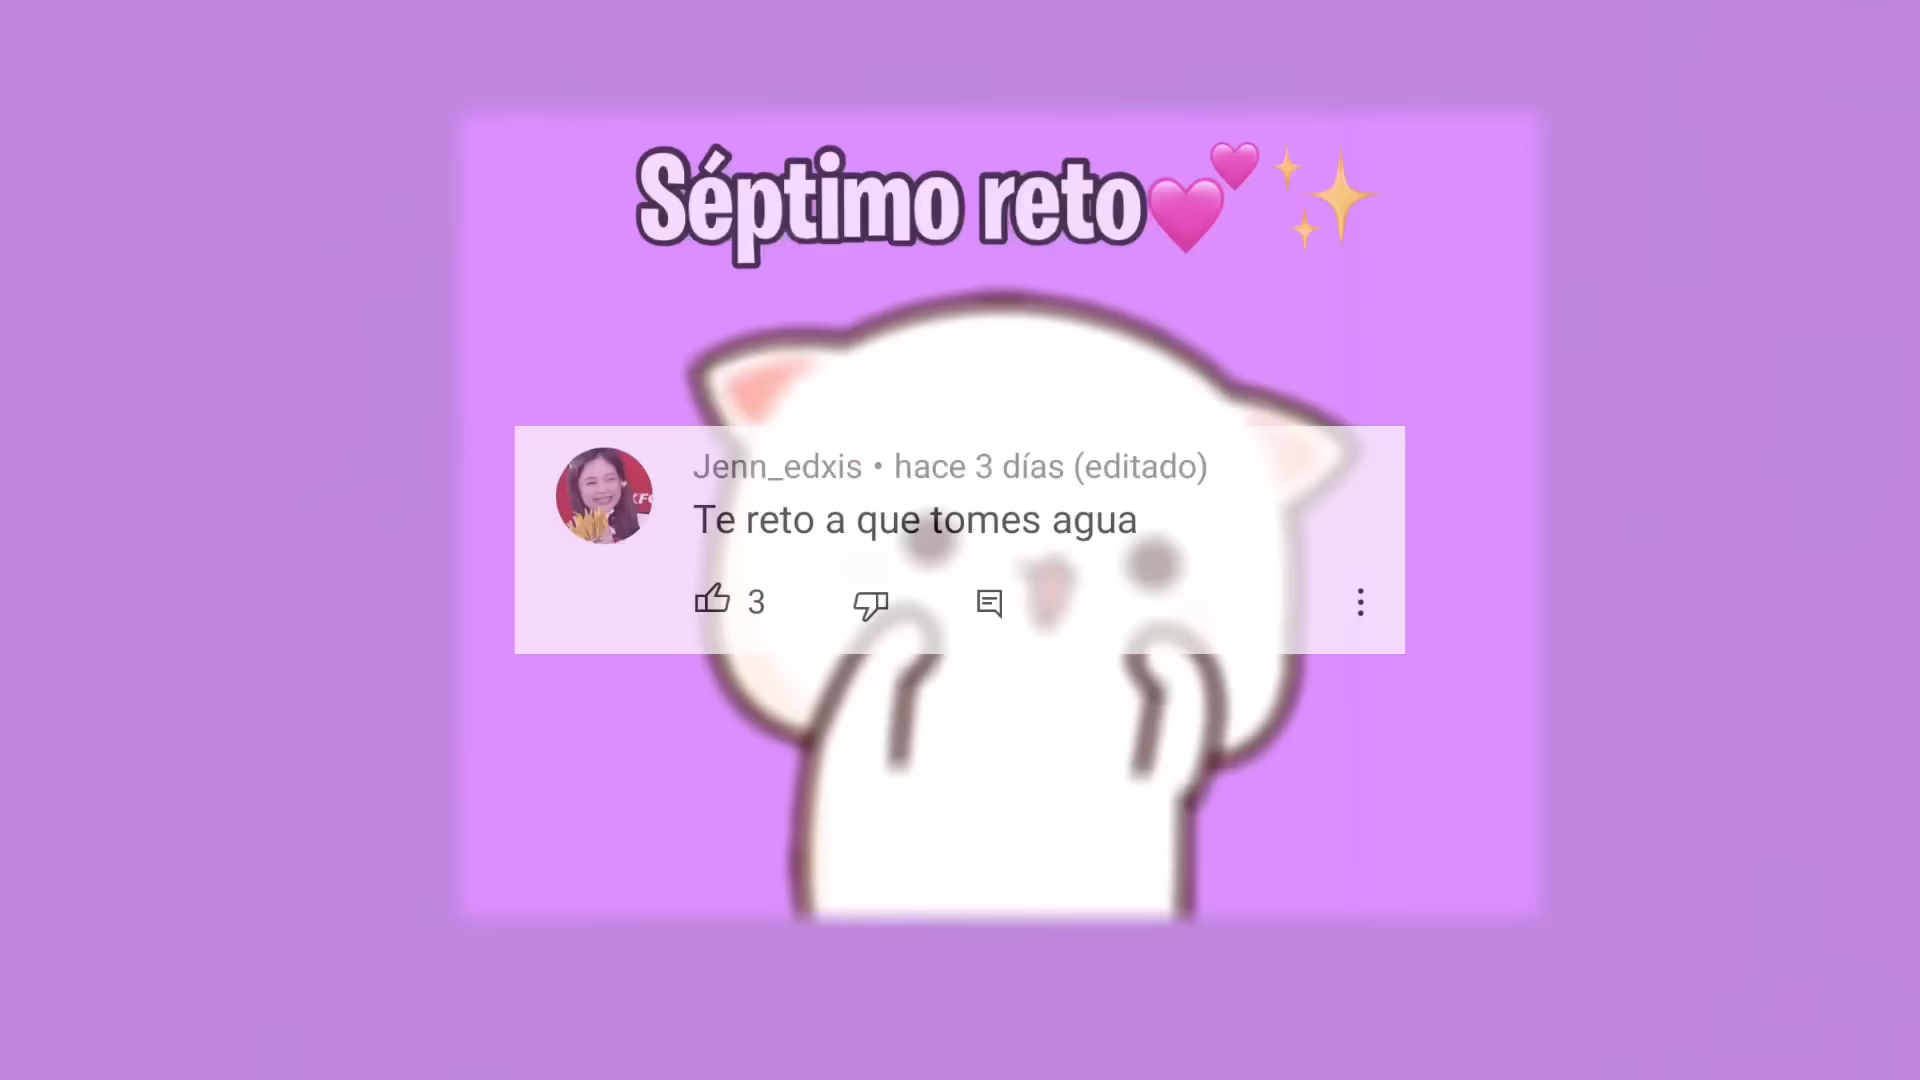 Séptimo reto💕✨
Jenn_edxis • hace 3 días (editado)
Te reto a que tomes agua
3